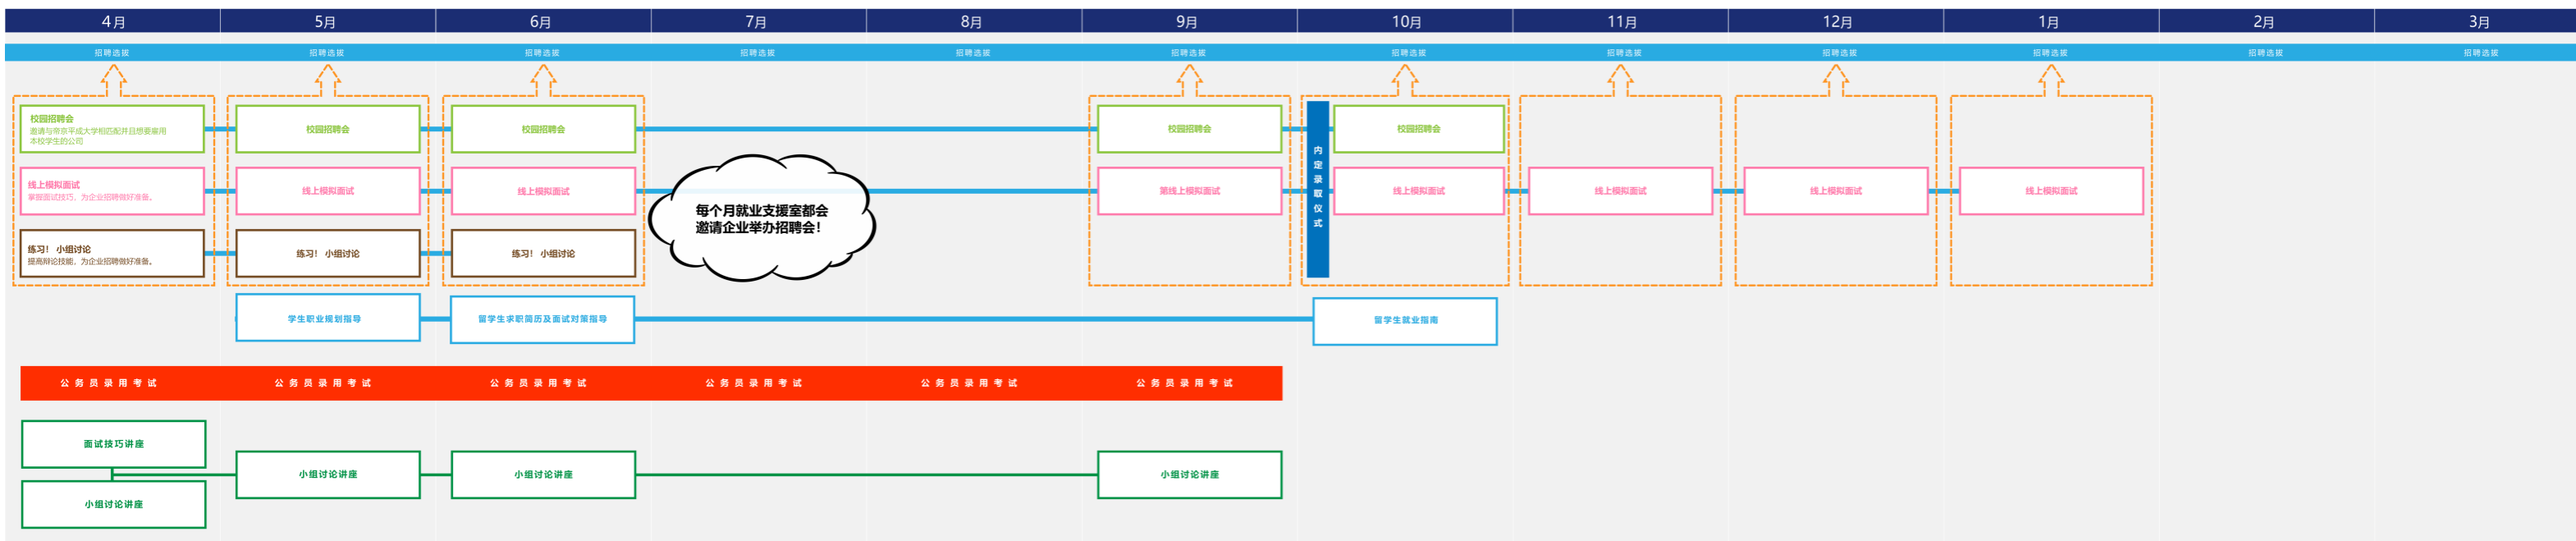 4月 5月 6月 7月 8月 9月 10月 11月 12月 1月 2月 3月
招聘选拔 招聘选拔 招聘选拔 招聘选拔 招聘选拔 招聘选拔 招聘选拔 招聘选拔 招聘选拔 招聘选拔 招聘选拔 招聘选拔
校园招聘会
邀请与帝京平成大学相匹配并且想要雇用
本校学生的公司
校园招聘会 校园招聘会 校园招聘会 校园招聘会
线上模拟面试
掌握面试技巧，为企业招聘做好准备。
线上模拟面试 线上模拟面试 第线上模拟面试 线上模拟面试 线上模拟面试 线上模拟面试 线上模拟面试
练习！ 小组讨论
提高辩论技能，为企业招聘做好准备。
练习！ 小组讨论 练习！ 小组讨论
每个月就业支援室都会
邀请企业举办招聘会！
内定录取仪式
学生职业规划指导 留学生求职简历及面试对策指导 留学生就业指南
公务员录用考试 公务员录用考试 公务员录用考试 公务员录用考试 公务员录用考试 公务员录用考试
面试技巧讲座
小组讨论讲座 小组讨论讲座 小组讨论讲座
小组讨论讲座